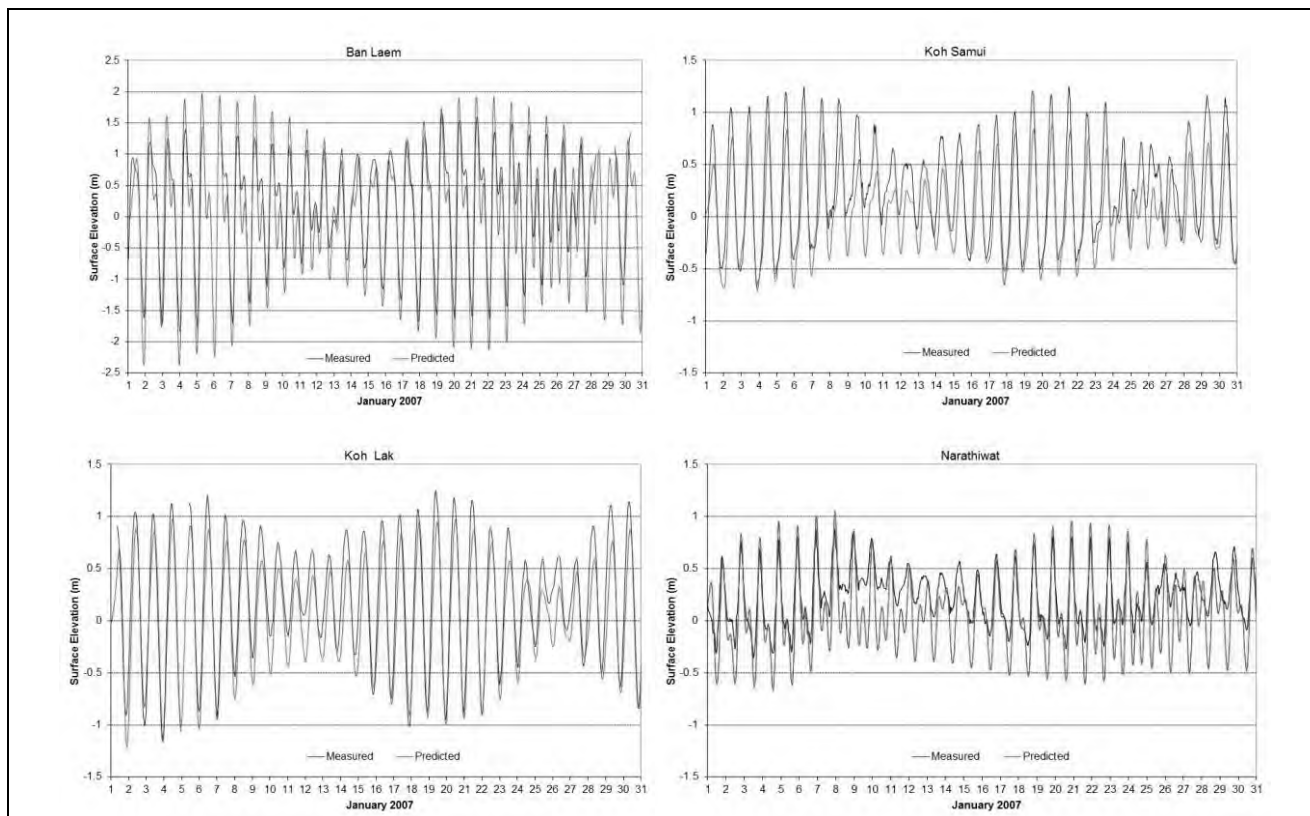 Ban Laem
2.5
2
1.5
1
0.5
0
-0.5
-1
-1.5
-2
-2.5
Surface Elevation (m)
Measured Predicted
1 2 3 4 5 6 7 8 9 10 11 12 13 14 15 16 17 18 19 20 21 22 23 24 25 26 27 28 29 30 31
January 2007
Koh Samui
1.5
1
0.5
0
-0.5
-1
-1.5
Surface Elevation (m)
Measured Predicted
1 2 3 4 5 6 7 8 9 10 11 12 13 14 15 16 17 18 19 20 21 22 23 24 25 26 27 28 29 30 31
January 2007
Koh Lak
1.5
1
0.5
0
-0.5
-1
-1.5
Surface Elevation (m)
Measured Predicted
1 2 3 4 5 6 7 8 9 10 11 12 13 14 15 16 17 18 19 20 21 22 23 24 25 26 27 28 29 30 31
January 2007
Narathiwat
1.5
1
0.5
0
-0.5
-1
-1.5
Surface Elevation (m)
Measured Predicted
1 2 3 4 5 6 7 8 9 10 11 12 13 14 15 16 17 18 19 20 21 22 23 24 25 26 27 28 29 30 31
January 2007